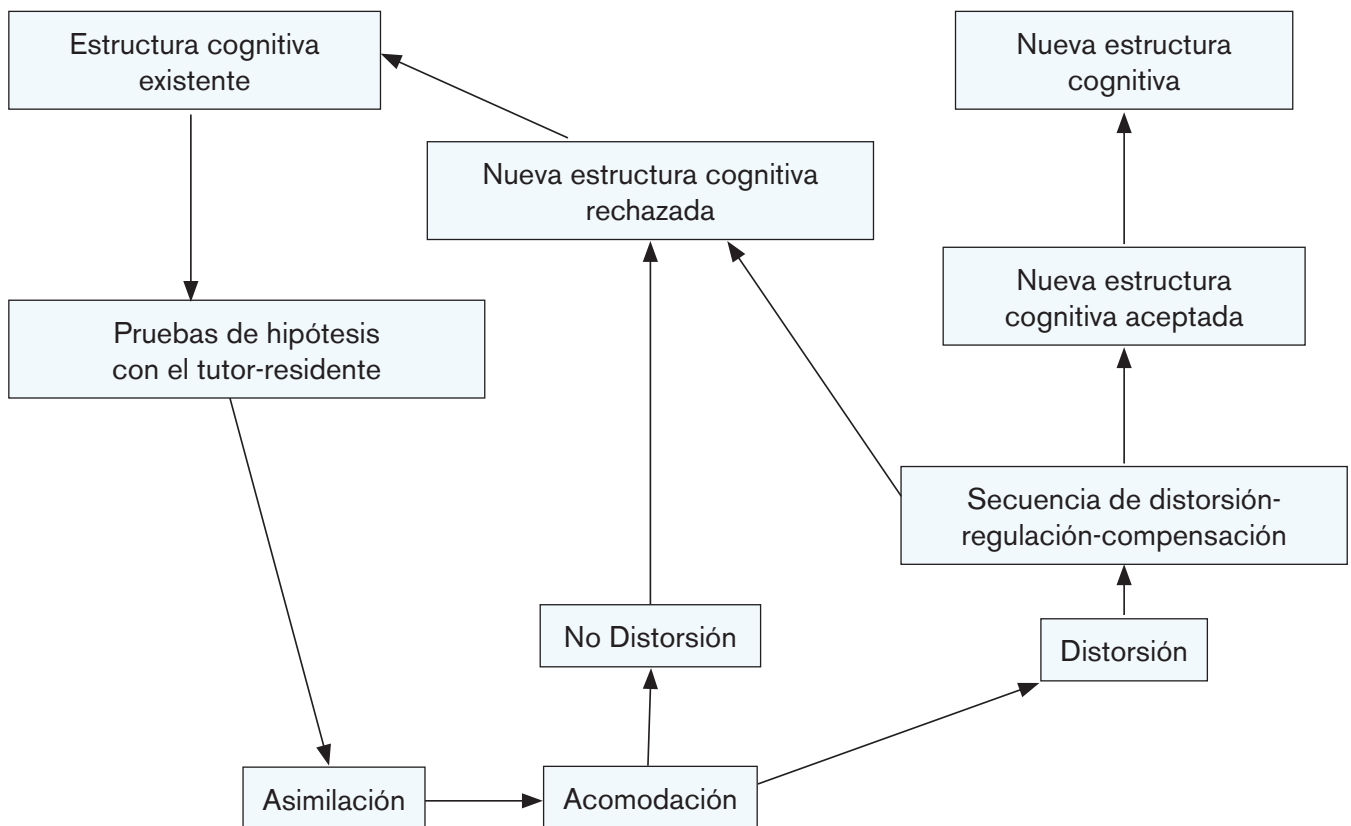 Estructura cognitiva
existente
Nueva estructura
cognitiva
Nueva estructura cognitiva
rechazada
Nueva estructura
cognitiva aceptada
Pruebas de hipótesis
con el tutor-residente
Secuencia de distorsión-
regulación-compensación
No Distorsión
Distorsión
Asimilación
Acomodación